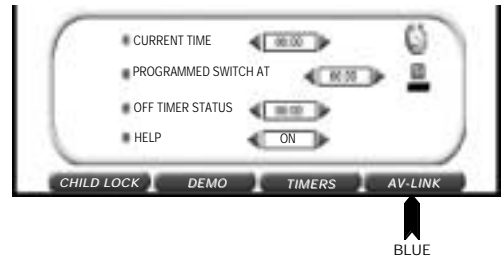 CURRENT TIME 00:00
PROGRAMMED SWITCH AT 00:00
OFF TIMER STATUS 00:00
HELP ON
CHILD LOCK DEMO TIMERS AV-LINK
BLUE